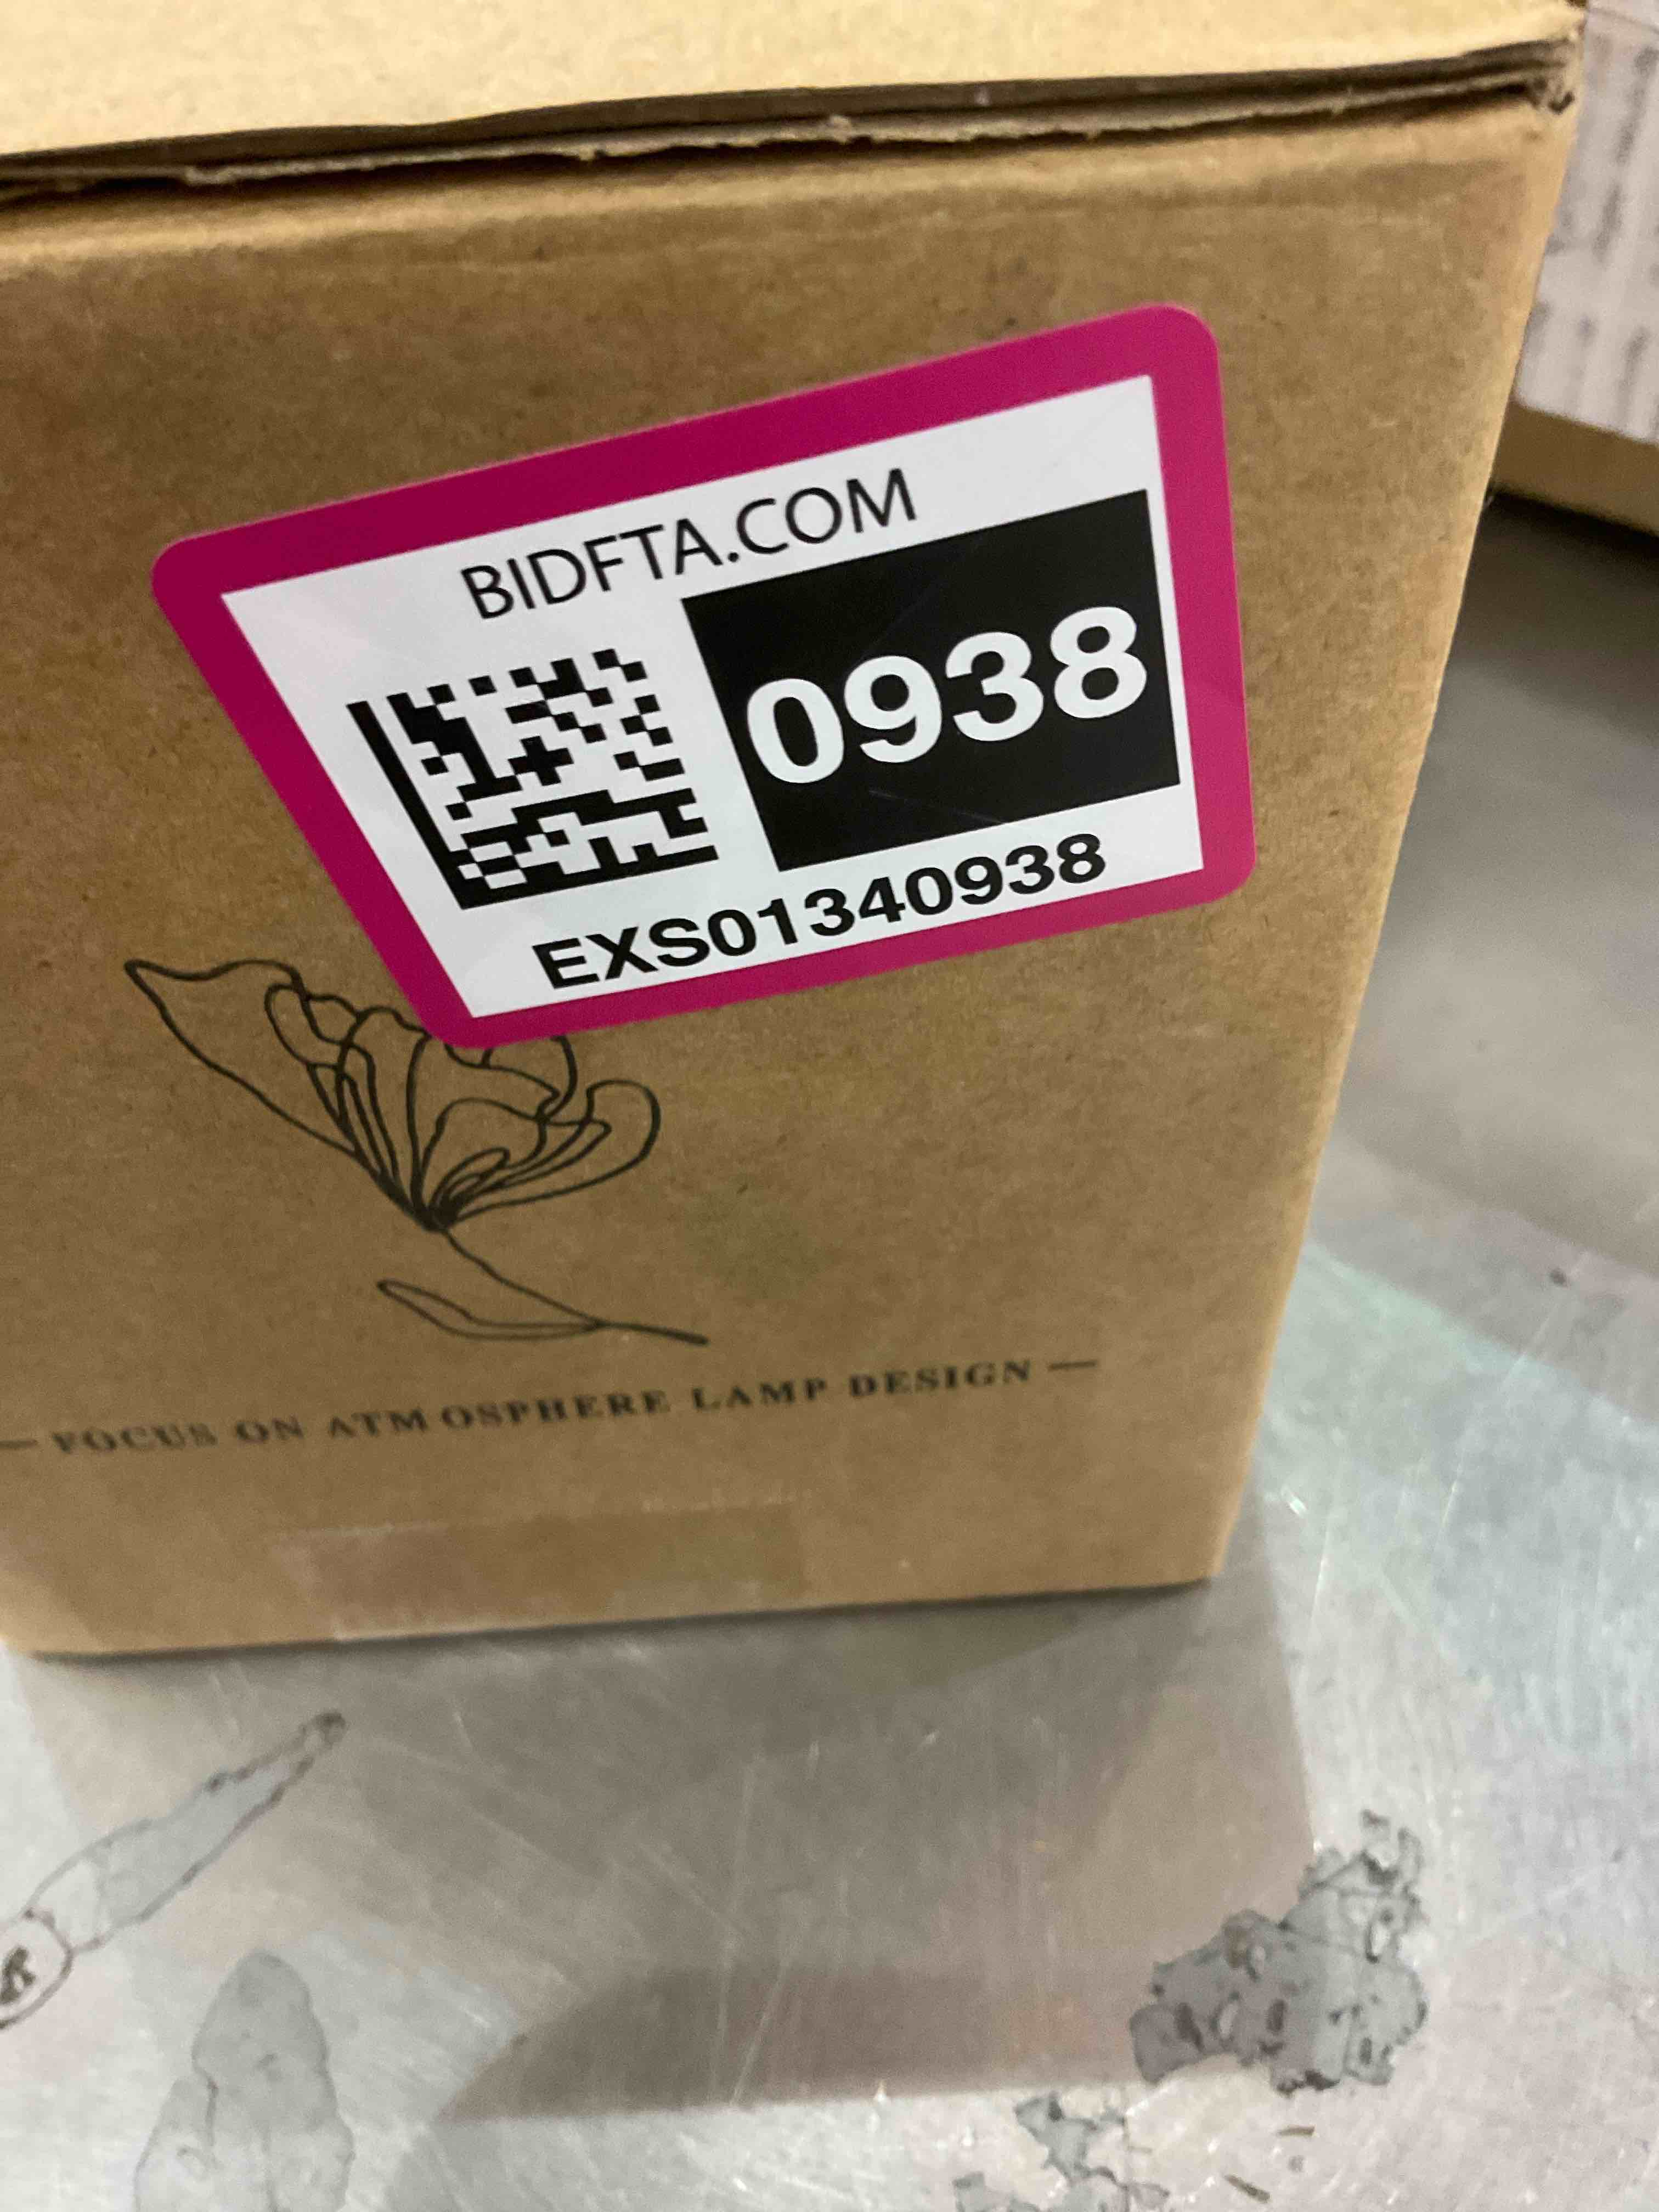 BIDFTA.COM
0938
EXS01340938
— FOCUS ON ATMOSPHERE LAMP DESIGN —